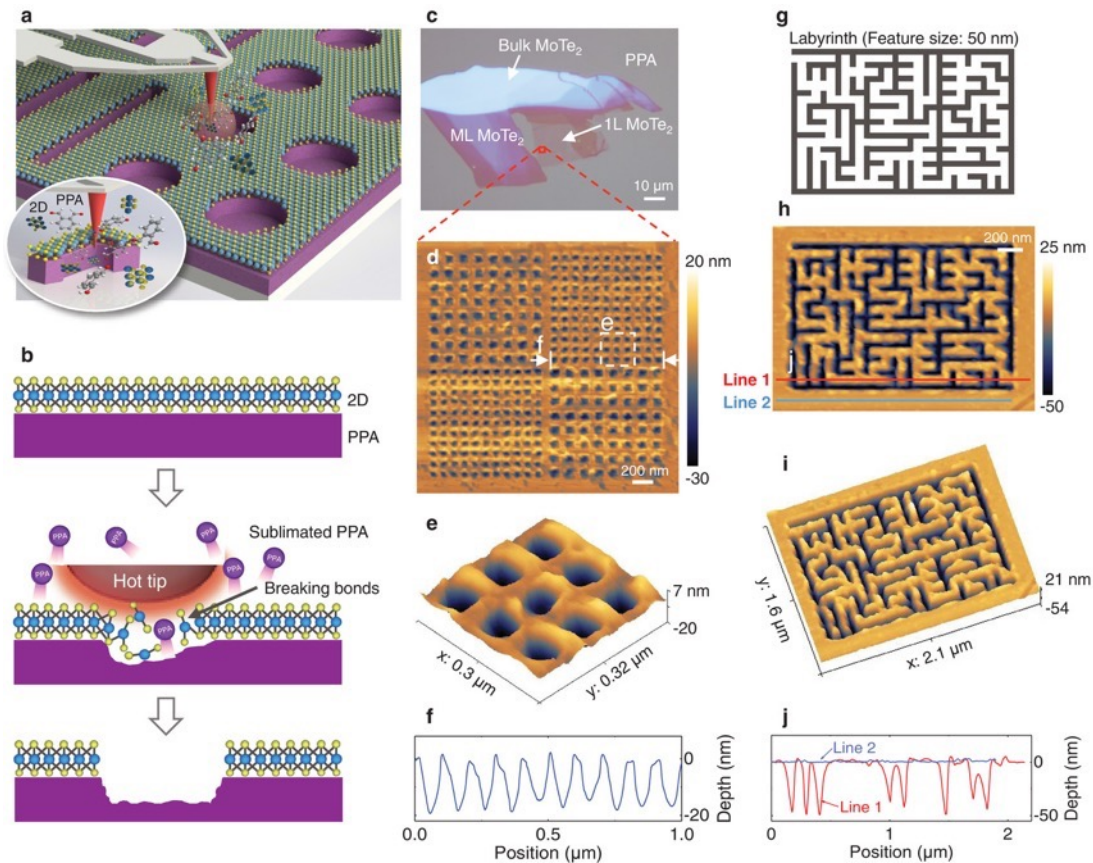 a
2D
PPA
b
2D
PPA
Sublimated PPA
PPA
PPA
PPA
PPA
PPA
Hot tip
Breaking bonds
PPA
c
Bulk MoTe₂
PPA
ML MoTe₂
1L MoTe₂
10 µm
d
20 nm
e
f
200 nm
-30
e
7 nm
-20
x: 0.3 µm
y: 0.32 µm
f
0
-20
Depth (nm)
0.0
0.5
1.0
Position (µm)
g
Labyrinth (Feature size: 50 nm)
h
200 nm
25 nm
j
Line 1
Line 2
-50
i
y: 1.6 µm
x: 2.1 µm
21 nm
-54
j
Line 2
Line 1
0
-50
Depth (nm)
0
1
2
Position (µm)